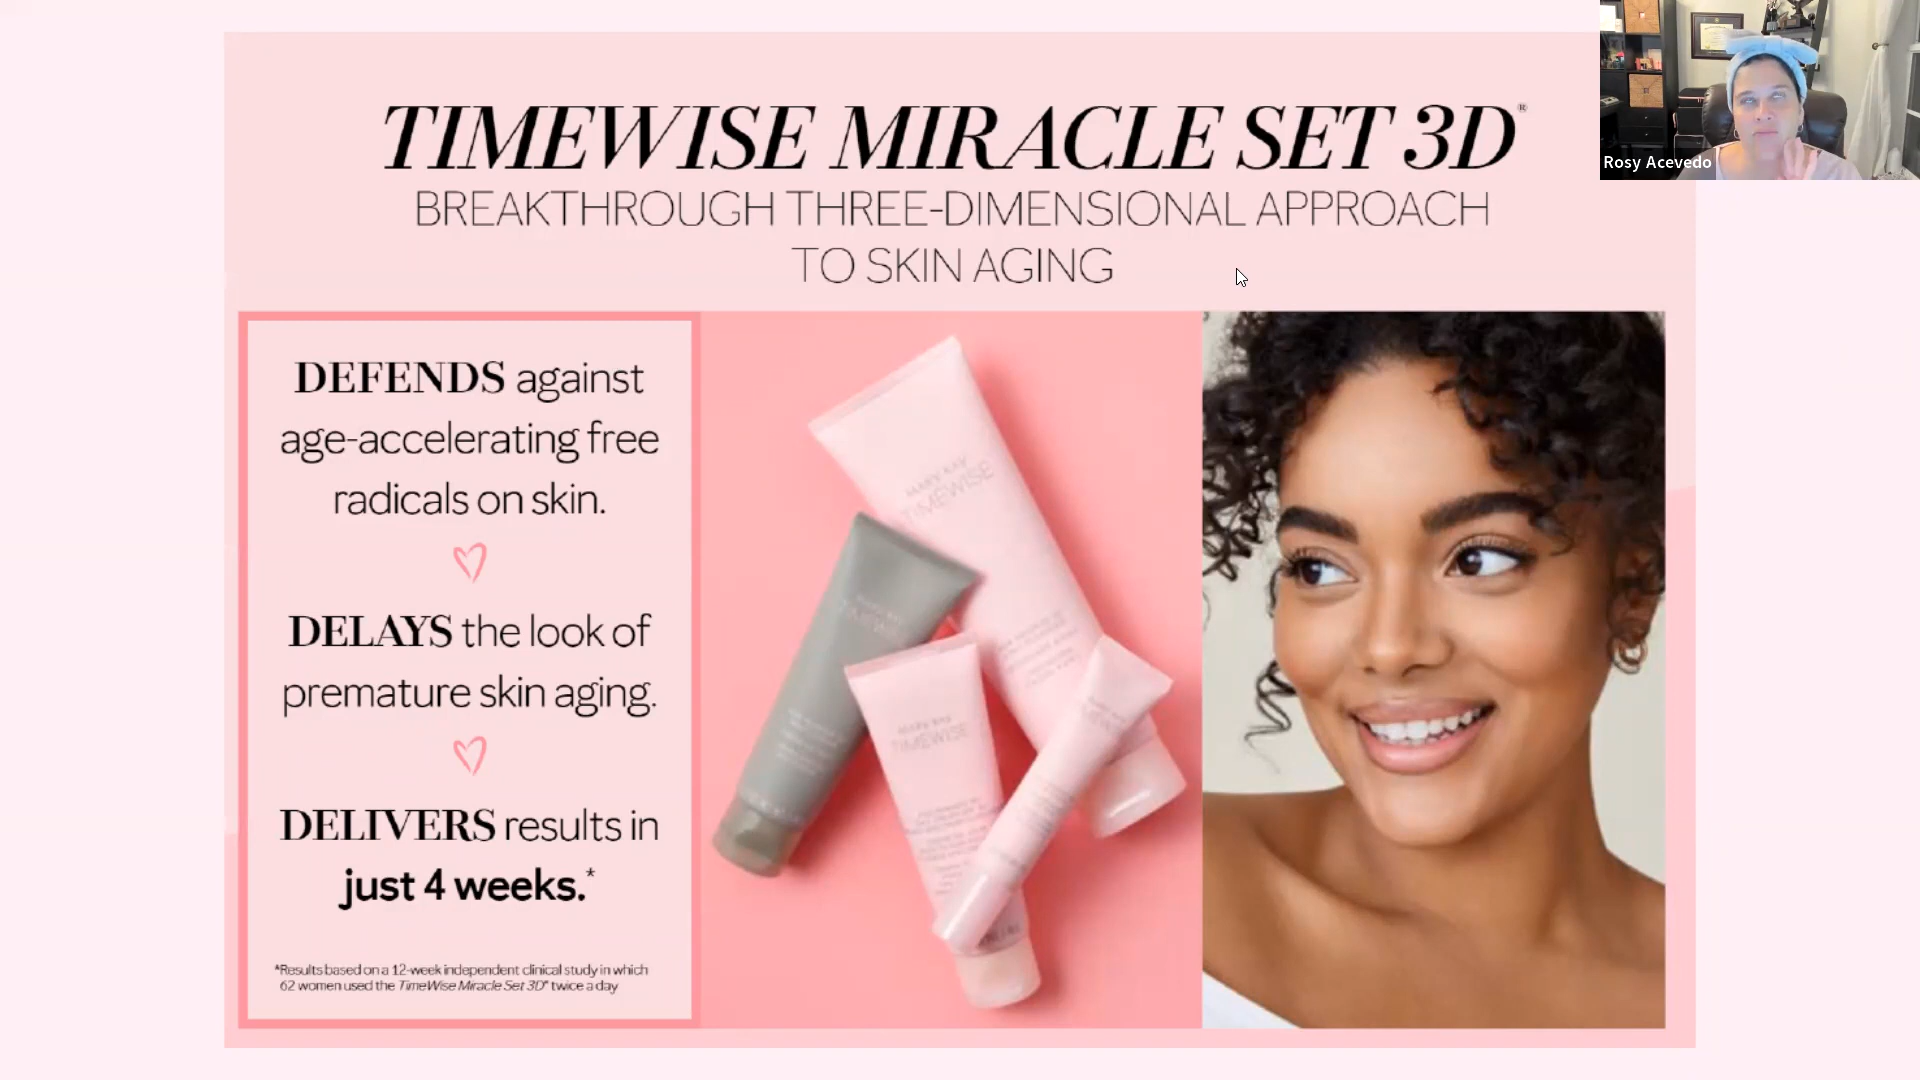 TIMEWISE MIRACLE SET 3D®
BREAKTHROUGH THREE-DIMENSIONAL APPROACH
TO SKIN AGING
Rosy Acevedo
DEFENDS against
age-accelerating free
radicals on skin.
DELAYS the look of
premature skin aging.
DELIVERS results in
just 4 weeks.*
*Results based on a 12-week independent clinical study in which
62 women used the TimeWise Miracle Set 3D® twice a day
MARY KAY
TIMEWISE
MARY KAY
TIMEWISE
MARY KAY
TIMEWISE